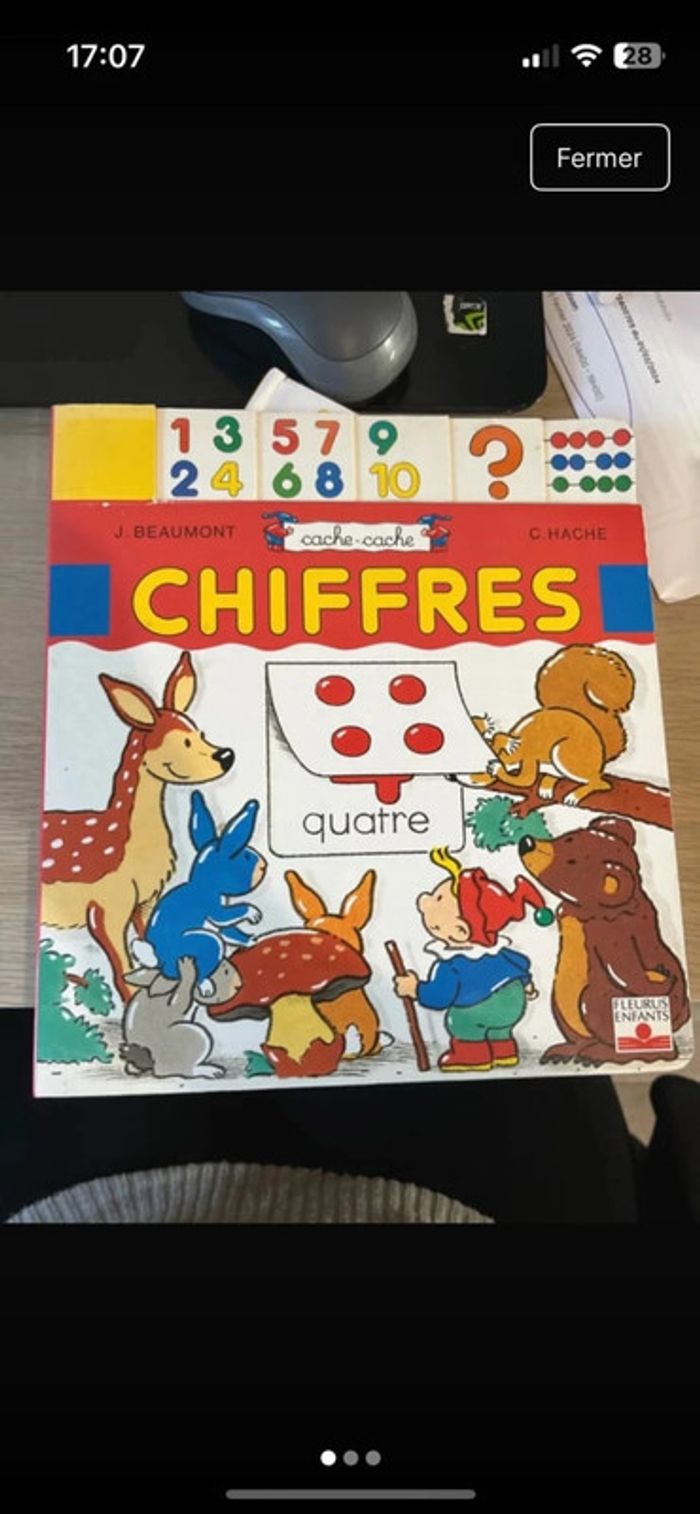 17:07
28
Fermer
1 3 5 7 9 ?
2 4 6 8 10
J. BEAUMONT cache-cache C. HACHE
CHIFFRES
quatre
FLEURUS
ENFANTS